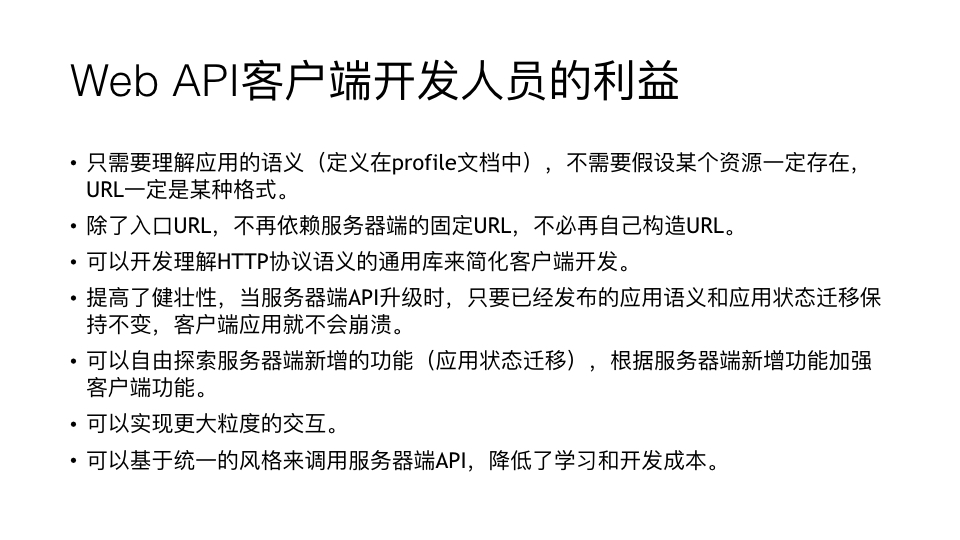 Web API客户端开发人员的利益
• 只需要理解应用的语义（定义在profile文档中），不需要假设某个资源一定存在，
URL一定是某种格式。
• 除了入口URL，不再依赖服务器端的固定URL，不必再自己构造URL。
• 可以开发理解HTTP协议语义的通用库来简化客户端开发。
• 提高了健壮性，当服务器端API升级时，只要已经发布的应用语义和应用状态迁移保
持不变，客户端应用就不会崩溃。
• 可以自由探索服务器端新增的功能（应用状态迁移），根据服务器端新增功能加强
客户端功能。
• 可以实现更大粒度的交互。
• 可以基于统一的风格来调用服务器端API，降低了学习和开发成本。